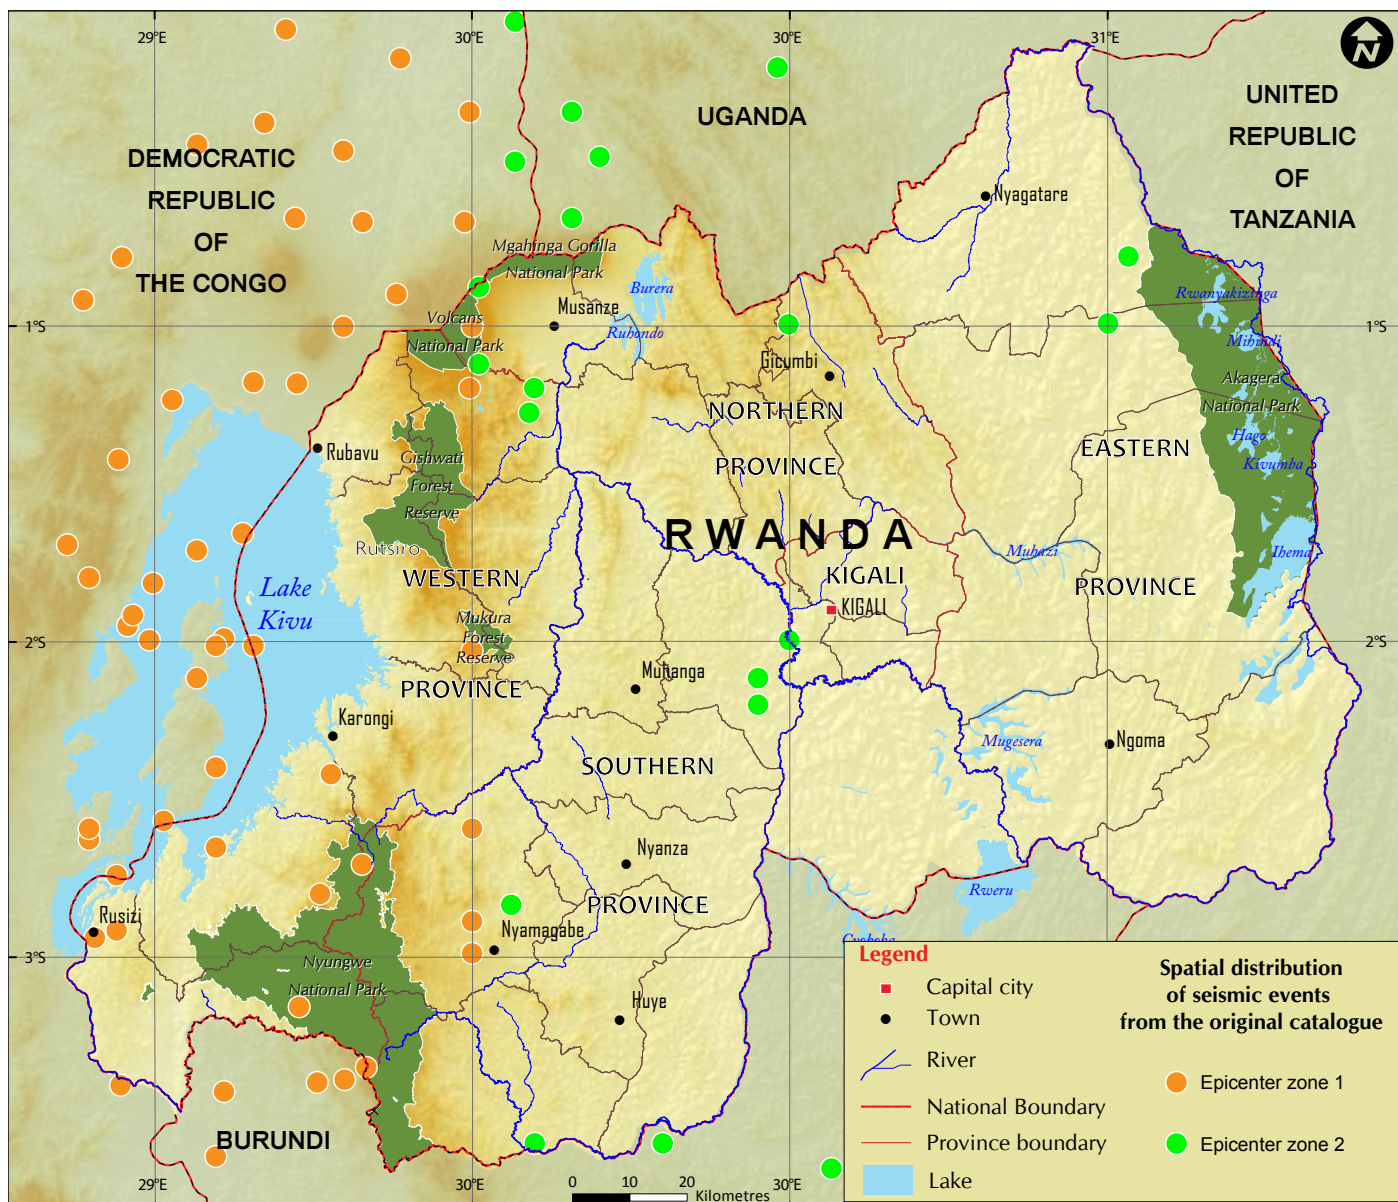 29°E
30°E
30°E
31°E
N
UGANDA
UNITED
REPUBLIC
OF
TANZANIA
DEMOCRATIC
REPUBLIC
OF
THE CONGO
Nyagatare
Mgahinga Gorilla
National Park
Burera
Rwanyakizinga
Musanze
Volcans
National Park
Ruhondo
1°S
1°S
Mihindi
Gicumbi
Akagera
National Park
NORTHERN
PROVINCE
EASTERN
PROVINCE
Hago
Kivumba
Rubavu
Gishwati
Forest
Reserve
RWANDA
Rutsiro
Muhazi
Ihema
WESTERN
PROVINCE
KIGALI
KIGALI
Lake
Kivu
Mukura
Forest
Reserve
2°S
2°S
Muhanga
Karongi
Mugesera
Ngoma
SOUTHERN
PROVINCE
Nyanza
Rweru
Rusizi
Nyamagabe
Cyohoha
3°S
Nyungwe
National Park
Huye
BURUNDI
29°E
30°E
30°E
0 10 20
Kilometres
Legend
Capital city
Town
River
National Boundary
Province boundary
Lake
Spatial distribution
of seismic events
from the original catalogue
Epicenter zone 1
Epicenter zone 2